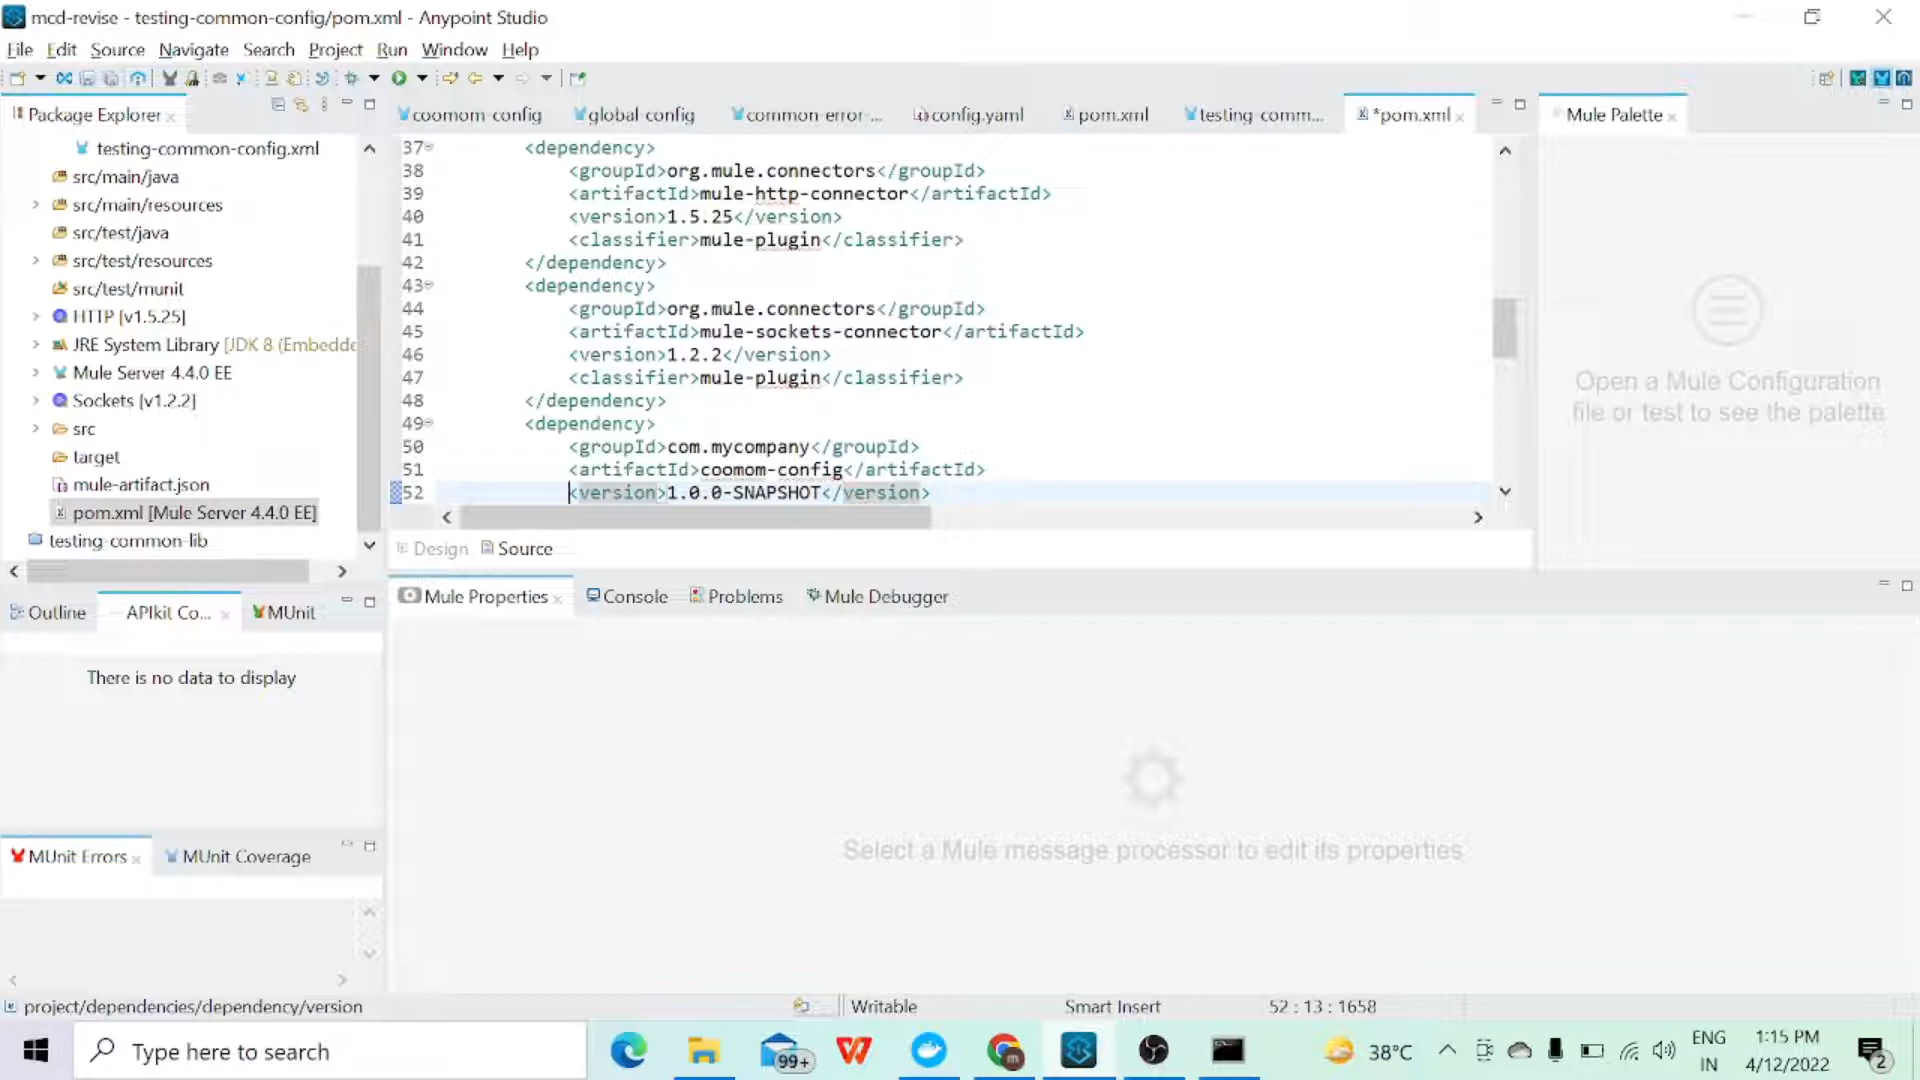 mcd-revise - testing-common-config/pom.xml - Anypoint Studio
File Edit Source Navigate Search Project Run Window Help
Package Explorer
testing-common-config.xml
src/main/java
src/main/resources
src/test/java
src/test/resources
src/test/munit
HTTP [v1.5.25]
JRE System Library [JDK 8 (Embedde
Mule Server 4.4.0 EE
Sockets [v1.2.2]
src
target
mule-artifact.json
pom.xml [Mule Server 4.4.0 EE]
testing-common-lib
coomom-config global-config common-error-... config.yaml pom.xml testing-comm... *pom.xml
37 <dependency>
38 <groupId>org.mule.connectors</groupId>
39 <artifactId>mule-http-connector</artifactId>
40 <version>1.5.25</version>
41 <classifier>mule-plugin</classifier>
42 </dependency>
43 <dependency>
44 <groupId>org.mule.connectors</groupId>
45 <artifactId>mule-sockets-connector</artifactId>
46 <version>1.2.2</version>
47 <classifier>mule-plugin</classifier>
48 </dependency>
49 <dependency>
50 <groupId>com.mycompany</groupId>
51 <artifactId>coomom-config</artifactId>
52 <version>1.0.0-SNAPSHOT</version>
Design Source
Mule Palette
Open a Mule Configuration
file or test to see the palette
Outline APIkit Co... MUnit
There is no data to display
MUnit Errors MUnit Coverage
Mule Properties Console Problems Mule Debugger
Select a Mule message processor to edit its properties
project/dependencies/dependency/version Writable Smart Insert 52 : 13 : 1658
Type here to search
99+
38°C
ENG
IN
1:15 PM
4/12/2022
2